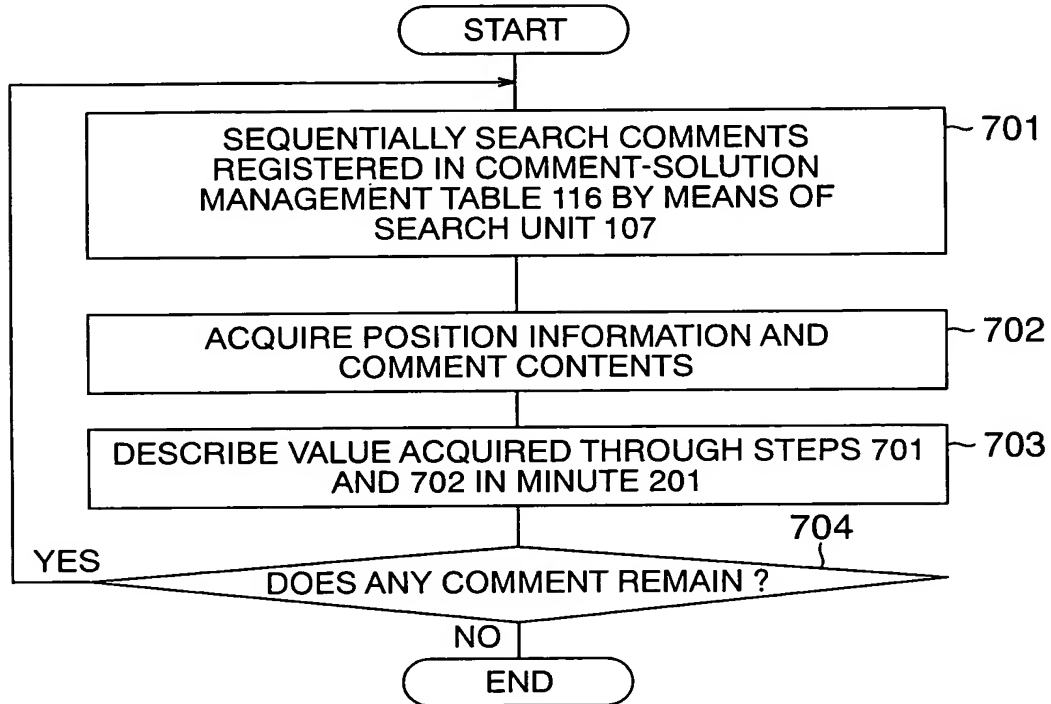 START
SEQUENTIALLY SEARCH COMMENTS
REGISTERED IN COMMENT-SOLUTION
MANAGEMENT TABLE 116 BY MEANS OF
SEARCH UNIT 107
701
ACQUIRE POSITION INFORMATION AND
COMMENT CONTENTS
702
DESCRIBE VALUE ACQUIRED THROUGH STEPS 701
AND 702 IN MINUTE 201
703
704
YES
DOES ANY COMMENT REMAIN ?
NO
END